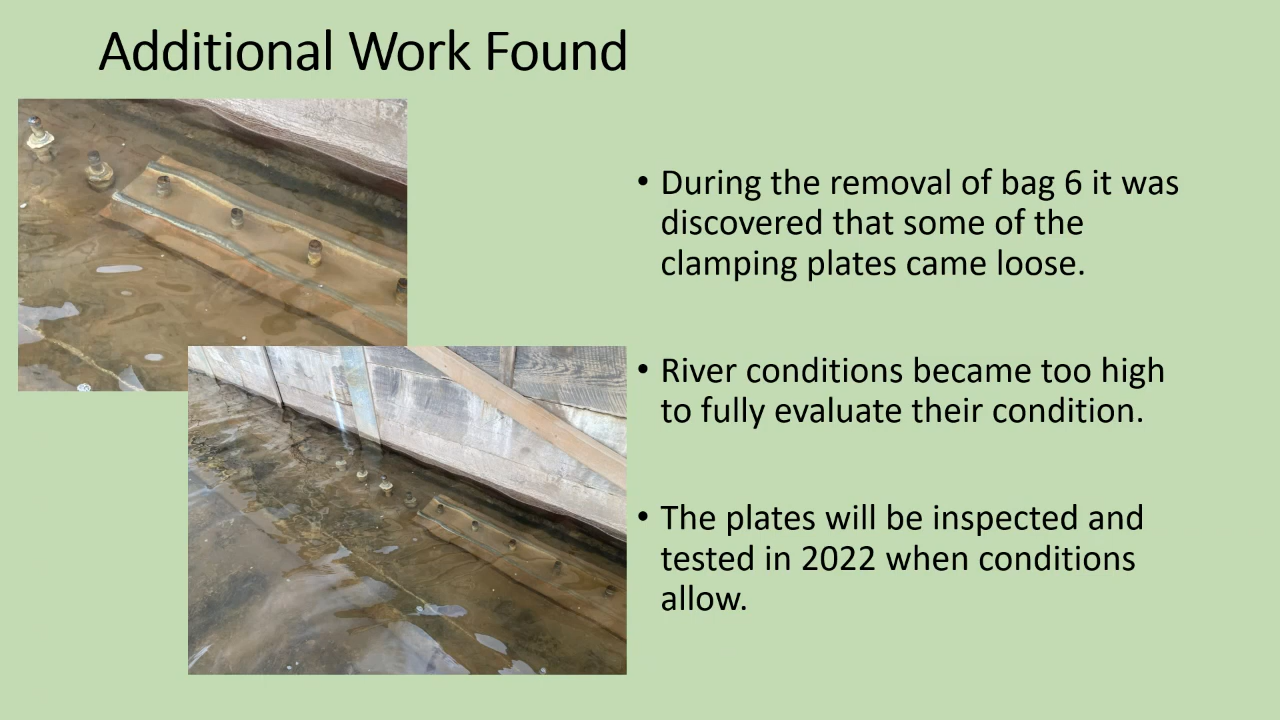 Additional Work Found
• During the removal of bag 6 it was
discovered that some of the
clamping plates came loose.
• River conditions became too high
to fully evaluate their condition.
• The plates will be inspected and
tested in 2022 when conditions
allow.